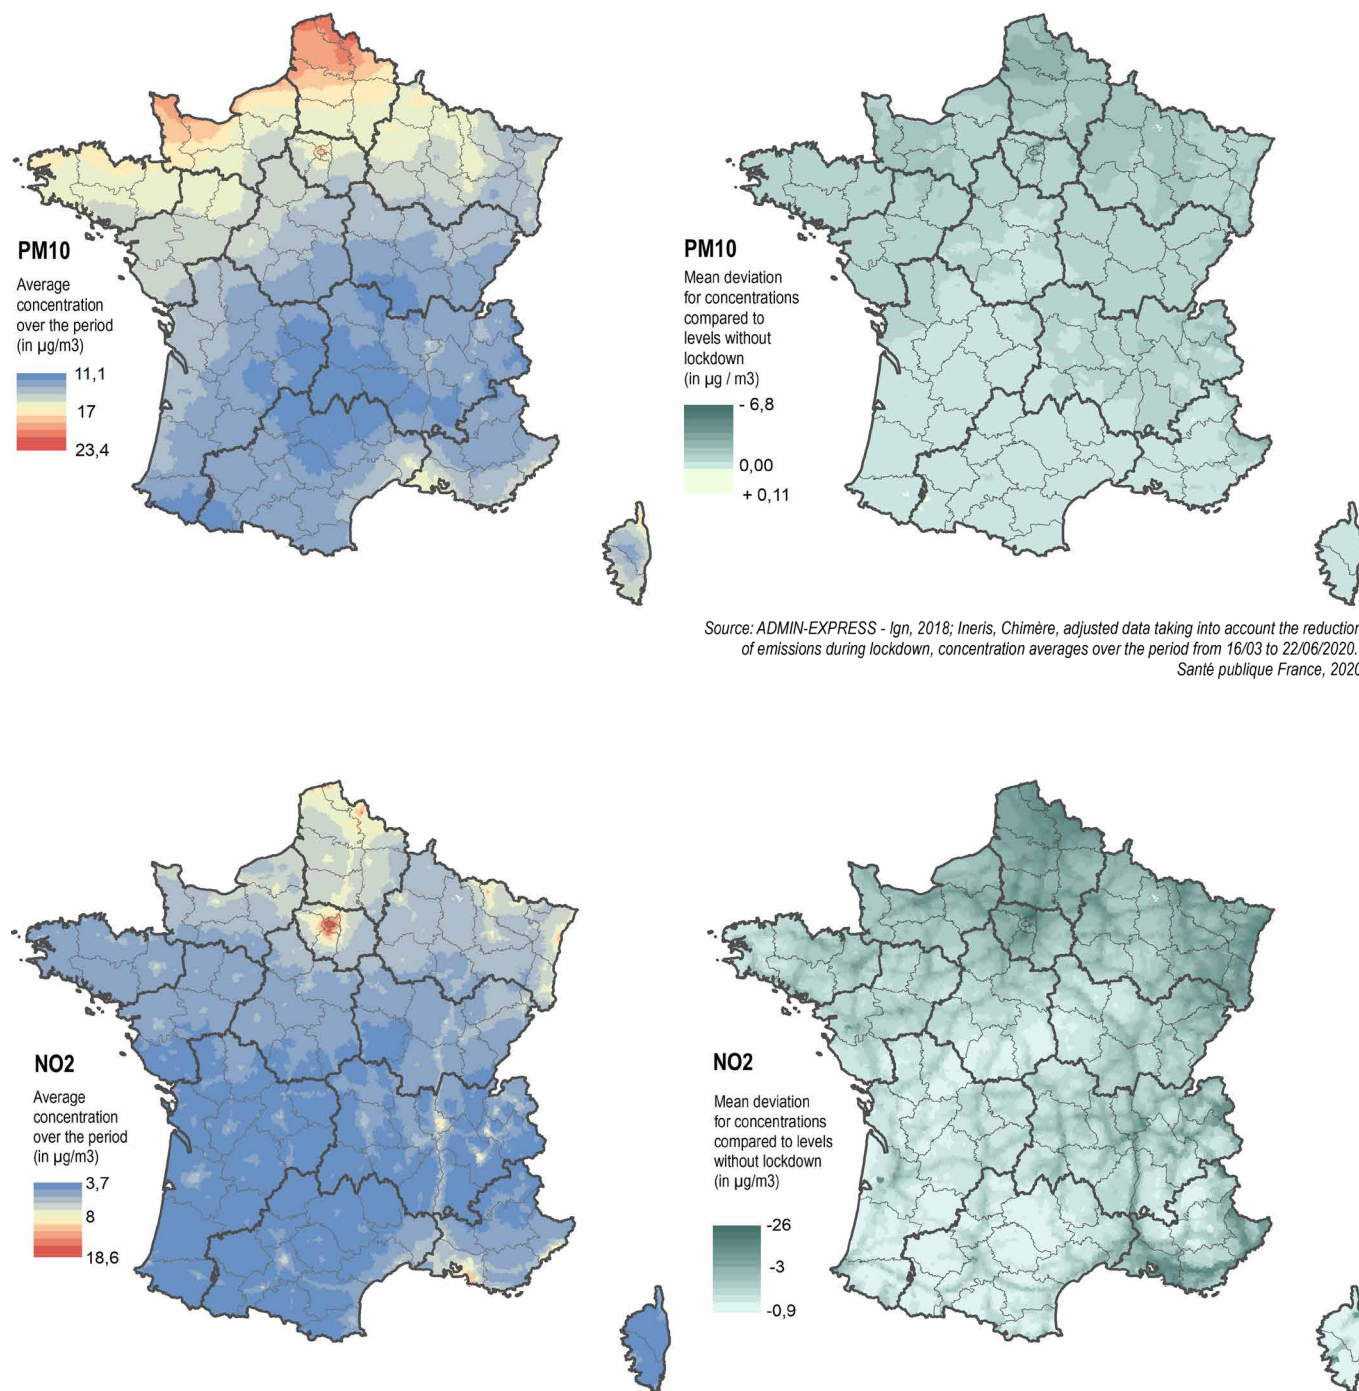 PM10
Average
concentration
over the period
(in µg/m3)
11,1
17
23,4
PM10
Mean deviation
for concentrations
compared to
levels without
lockdown
(in µg / m3)
- 6,8
0,00
+ 0,11
Source: ADMIN-EXPRESS - Ign, 2018; Ineris, Chimère, adjusted data taking into account the reduction
of emissions during lockdown, concentration averages over the period from 16/03 to 22/06/2020.
Santé publique France, 2020
NO2
Average
concentration
over the period
(in µg/m3)
3,7
8
18,6
NO2
Mean deviation
for concentrations
compared to levels
without lockdown
(in µg/m3)
-26
-3
-0,9